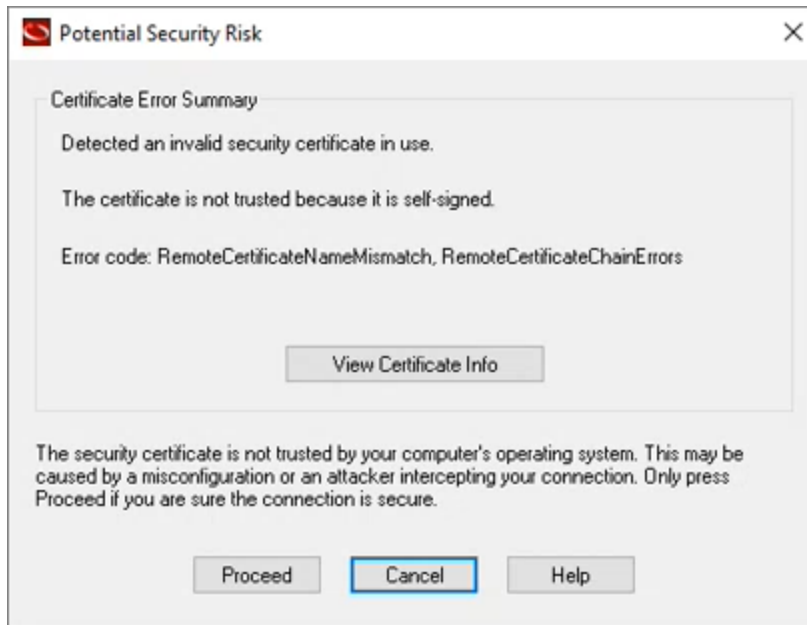 Potential Security Risk
Certificate Error Summary
Detected an invalid security certificate in use.
The certificate is not trusted because it is self-signed.
Error code: RemoteCertificateNameMismatch, RemoteCertificateChainErrors
View Certificate Info
The security certificate is not trusted by your computer's operating system. This may be
caused by a misconfiguration or an attacker intercepting your connection. Only press
Proceed if you are sure the connection is secure.
Proceed
Cancel
Help